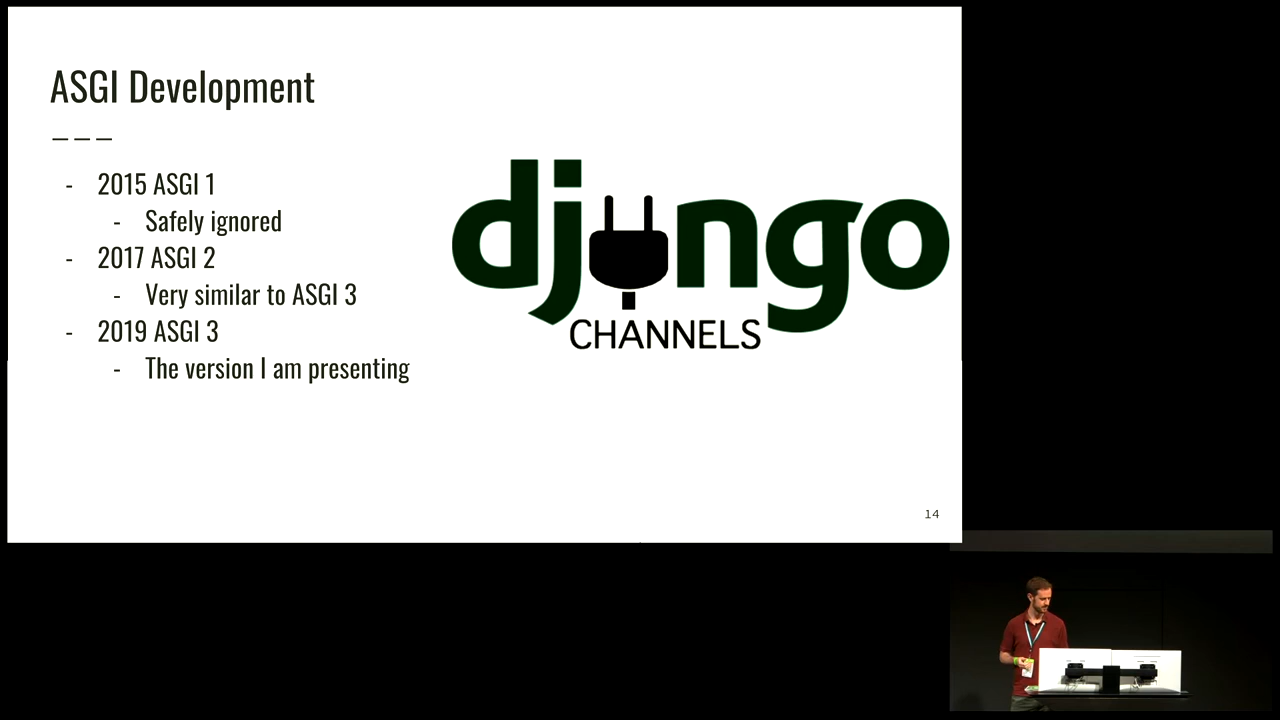 ASGI Development
- 2015 ASGI 1
- Safely ignored
- 2017 ASGI 2
- Very similar to ASGI 3
- 2019 ASGI 3
- The version I am presenting
django
CHANNELS
14